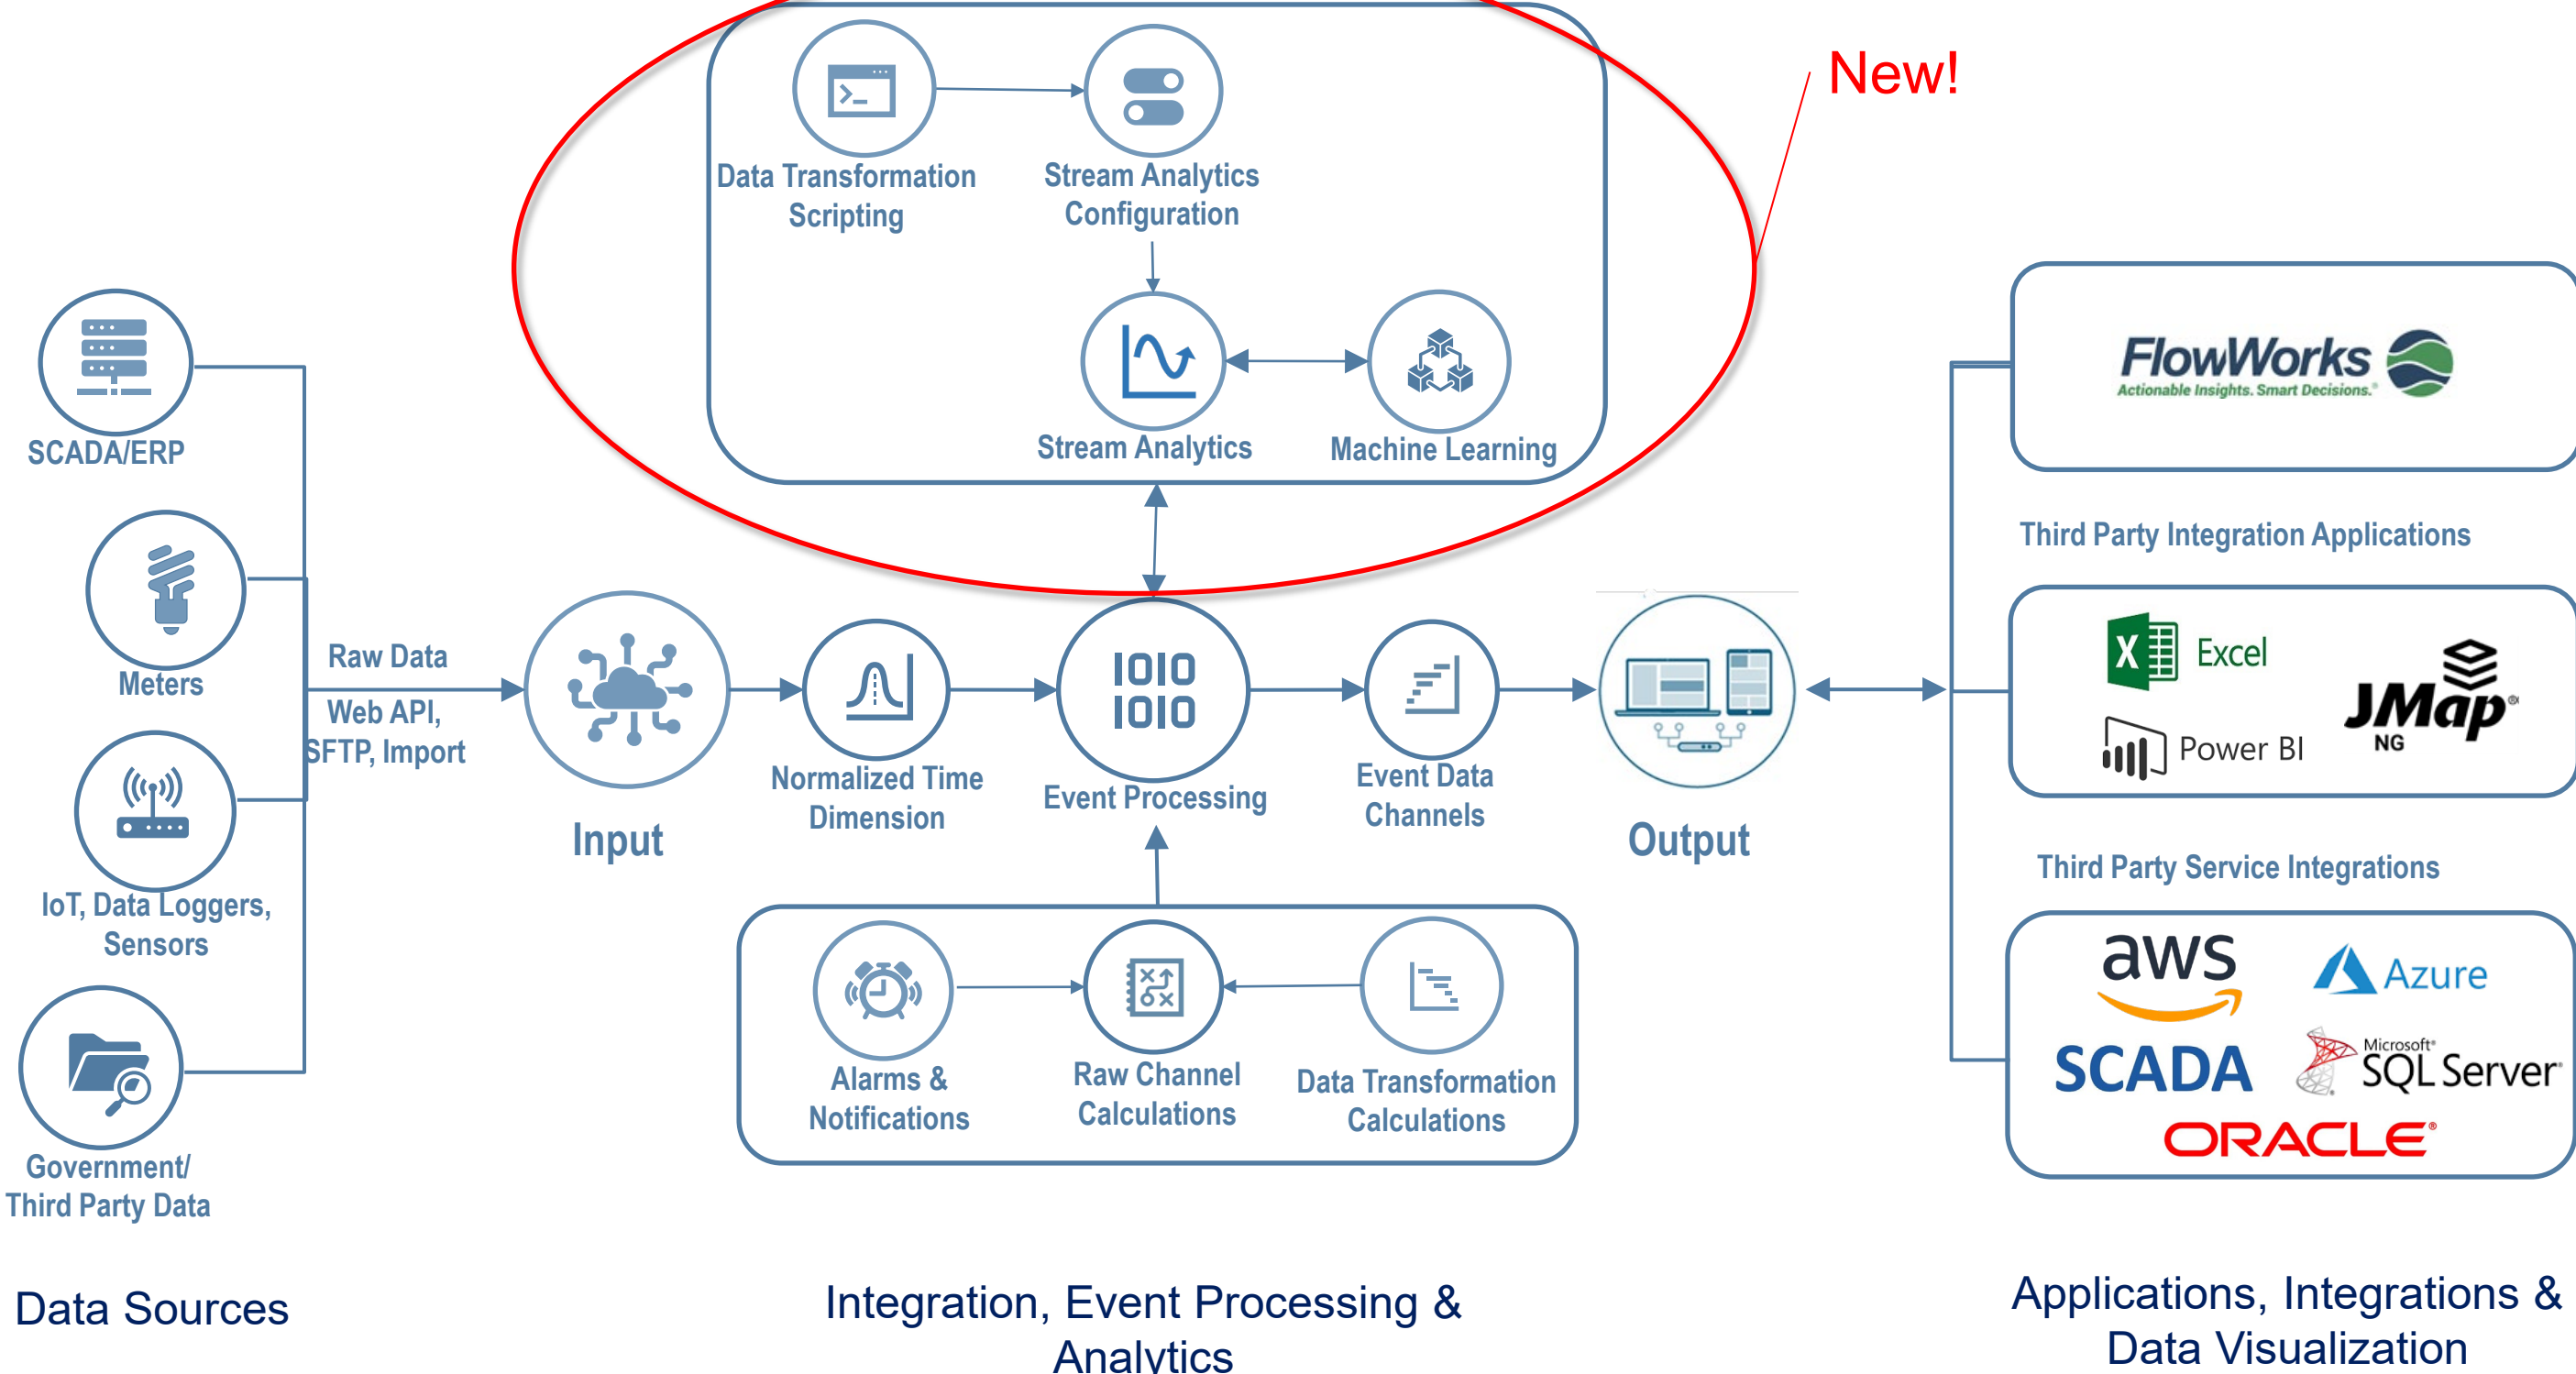 New!
Data Transformation
Scripting
Stream Analytics
Configuration
Stream Analytics
Machine Learning
SCADA/ERP
Meters
IoT, Data Loggers,
Sensors
Government/
Third Party Data
Raw Data
Web API,
SFTP, Import
Input
Normalized Time
Dimension
IOIO
IOIO
Event Processing
Event Data
Channels
Output
Alarms &
Notifications
Raw Channel
Calculations
Data Transformation
Calculations
FlowWorks
Actionable Insights. Smart Decisions.®
Third Party Integration Applications
X Excel
Power BI
JMap®
NG
Third Party Service Integrations
aws
Azure
SCADA
Microsoft®
SQL Server®
ORACLE®
Data Sources
Integration, Event Processing &
Analytics
Applications, Integrations &
Data Visualization